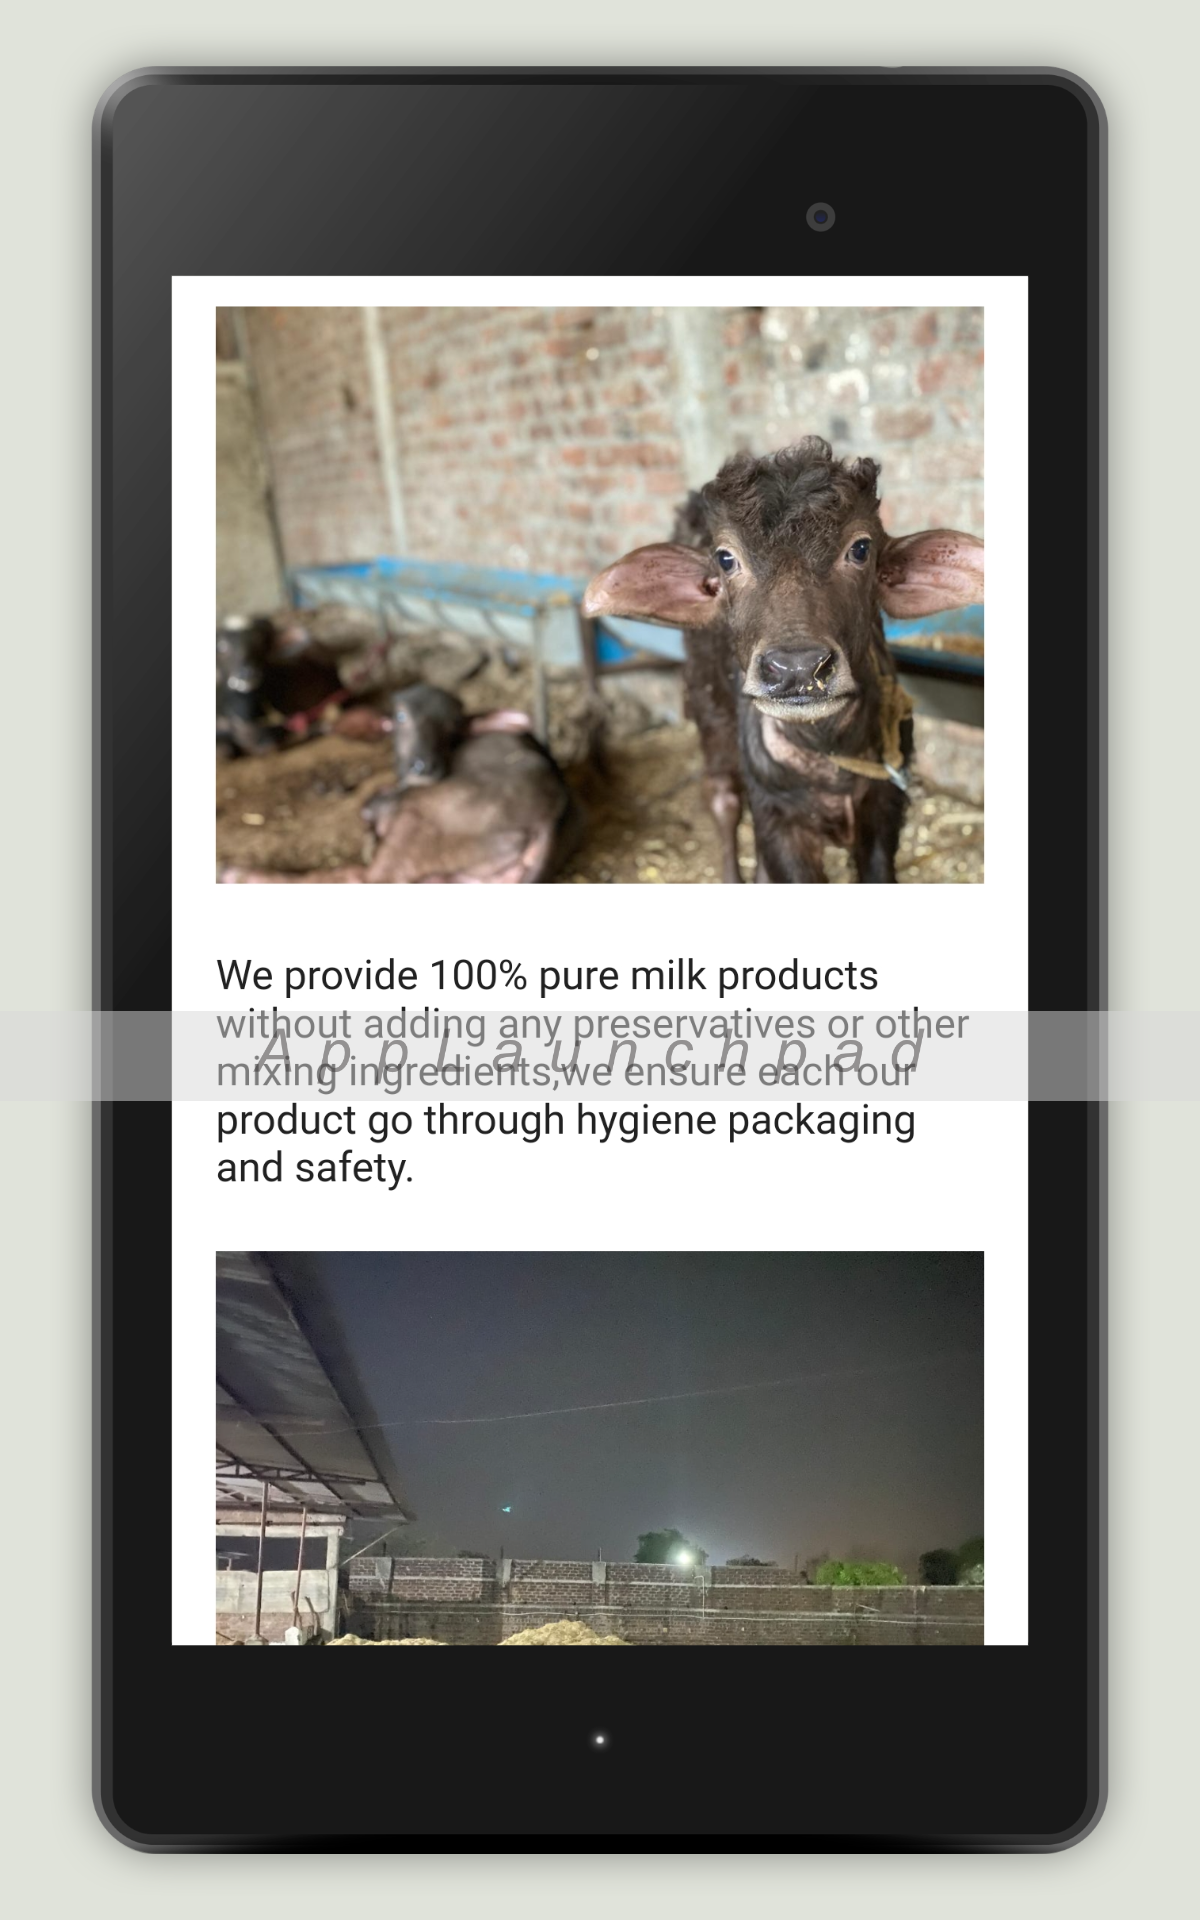 We provide 100% pure milk products
without adding any preservatives or other
AppLaunchpad
mixing ingredients,we ensure each our
product go through hygiene packaging
and safety.